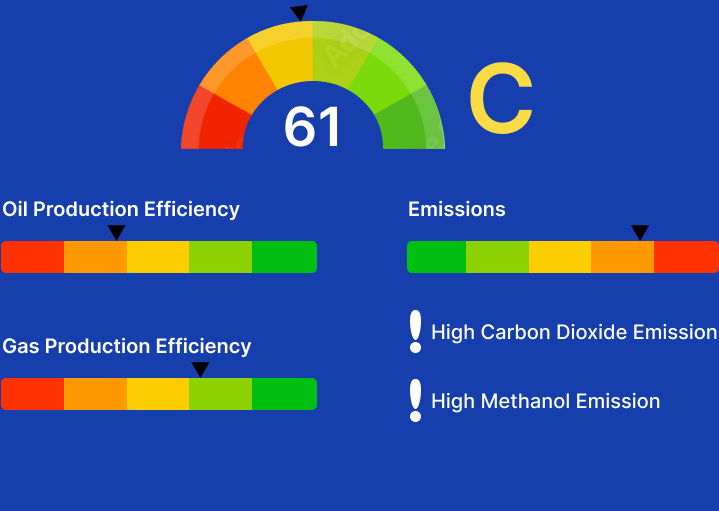 61
C
Oil Production Efficiency
Emissions
High Carbon Dioxide Emission
Gas Production Efficiency
High Methanol Emission